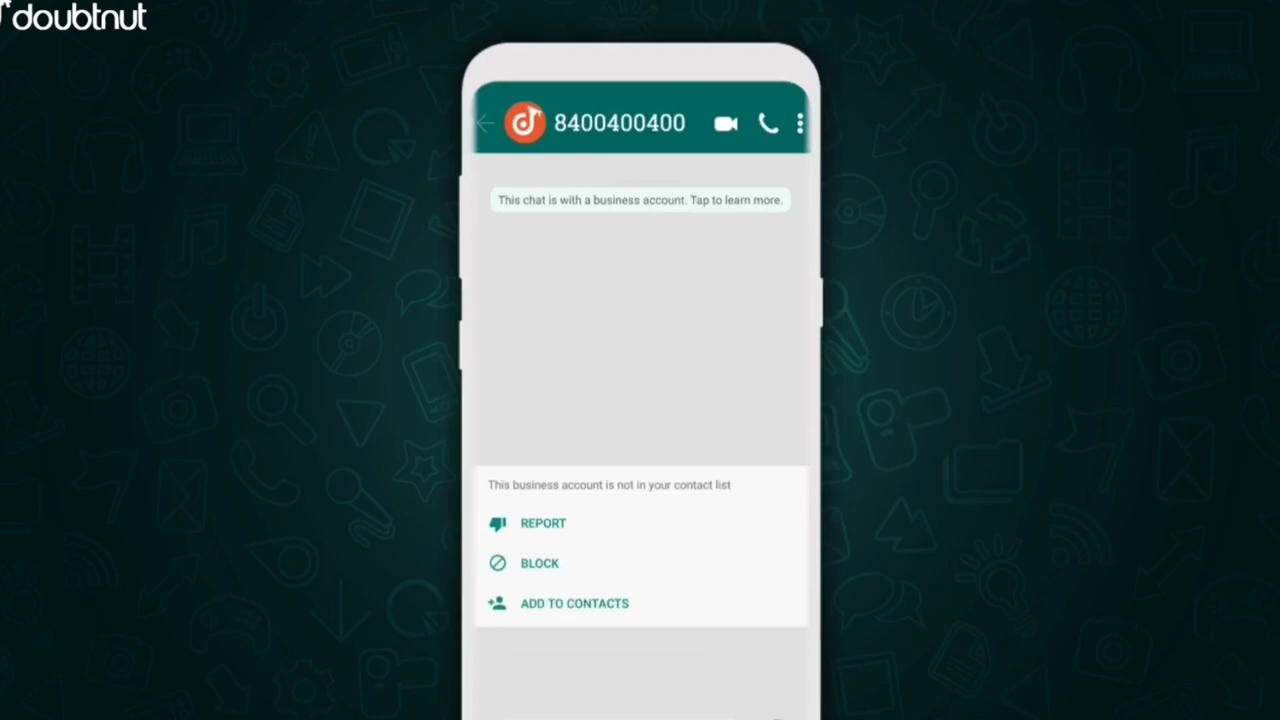 doubtnut
8400400400
This chat is with a business account. Tap to learn more.
This business account is not in your contact list
REPORT
BLOCK
ADD TO CONTACTS